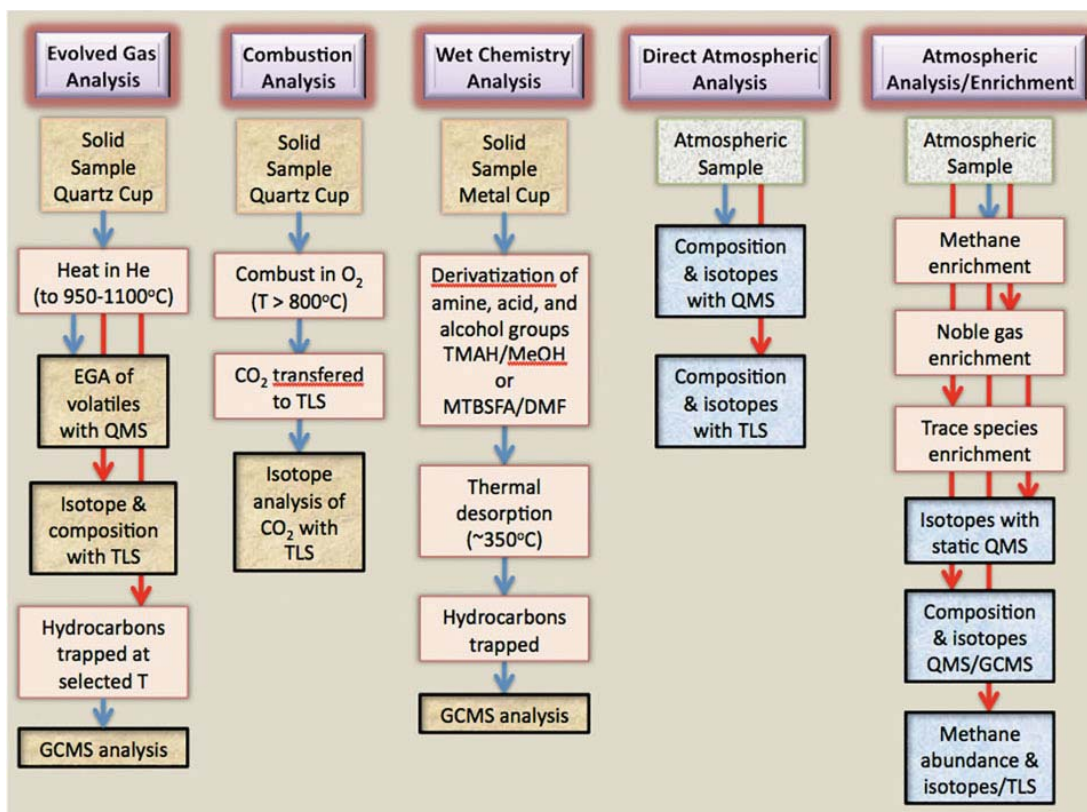 Evolved Gas
Analysis
Solid
Sample
Quartz Cup
Heat in He
(to 950-1100°C)
EGA of
volatiles
with QMS
Isotope &
composition
with TLS
Hydrocarbons
trapped at
selected T
GCMS analysis
Combustion
Analysis
Solid
Sample
Quartz Cup
Combust in O₂
(T > 800°C)
CO₂ transfered
to TLS
Isotope
analysis of
CO₂ with
TLS
Wet Chemistry
Analysis
Solid
Sample
Metal Cup
Derivatization of
amine, acid, and
alcohol groups
TMAH/MeOH
or
MTBSFA/DMF
Thermal
desorption
(~350°C)
Hydrocarbons
trapped
GCMS analysis
Direct Atmospheric
Analysis
Atmospheric
Sample
Composition
& isotopes
with QMS
Composition
& isotopes
with TLS
Atmospheric
Analysis/Enrichment
Atmospheric
Sample
Methane
enrichment
Noble gas
enrichment
Trace species
enrichment
Isotopes with
static QMS
Composition
& isotopes
QMS/GCMS
Methane
abundance &
isotopes/TLS